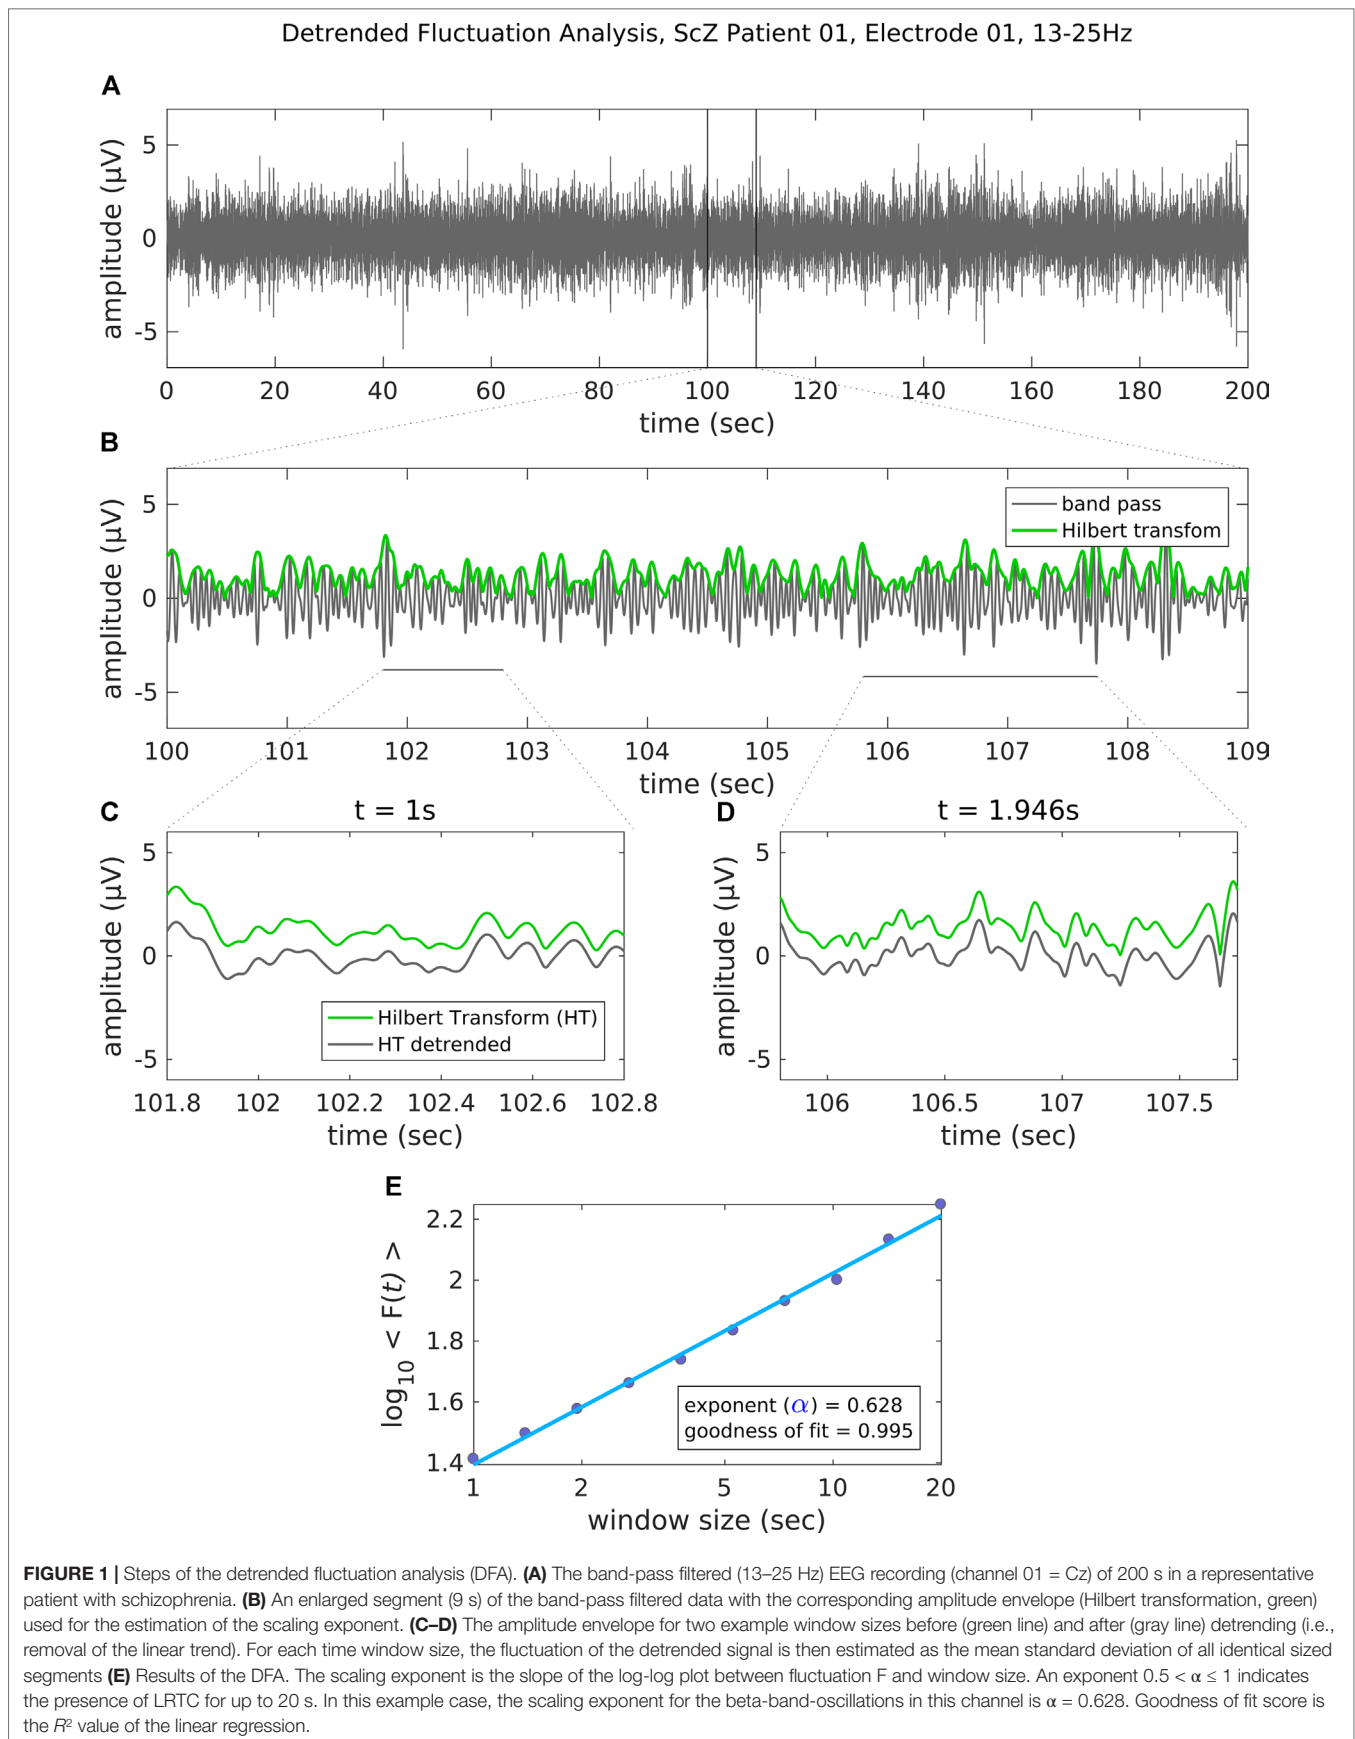 Detrended Fluctuation Analysis, ScZ Patient 01, Electrode 01, 13-25Hz
A
amplitude (µV)
5
0
-5
0 20 40 60 80 100 120 140 160 180 200
time (sec)
B
amplitude (µV)
5
0
-5
band pass
Hilbert transfom
100 101 102 103 104 105 106 107 108 109
time (sec)
C
t = 1s
amplitude (µV)
5
0
-5
Hilbert Transform (HT)
HT detrended
101.8 102 102.2 102.4 102.6 102.8
time (sec)
D
t = 1.946s
amplitude (µV)
5
0
-5
106 106.5 107 107.5
time (sec)
E
log10 < F(t) >
2.2
2
1.8
1.6
1.4
exponent (α) = 0.628
goodness of fit = 0.995
1 2 5 10 20
window size (sec)
FIGURE 1 | Steps of the detrended fluctuation analysis (DFA). (A) The band-pass filtered (13–25 Hz) EEG recording (channel 01 = Cz) of 200 s in a representative
patient with schizophrenia. (B) An enlarged segment (9 s) of the band-pass filtered data with the corresponding amplitude envelope (Hilbert transformation, green)
used for the estimation of the scaling exponent. (C–D) The amplitude envelope for two example window sizes before (green line) and after (gray line) detrending (i.e.,
removal of the linear trend). For each time window size, the fluctuation of the detrended signal is then estimated as the mean standard deviation of all identical sized
segments (E) Results of the DFA. The scaling exponent is the slope of the log-log plot between fluctuation F and window size. An exponent 0.5 < α ≤ 1 indicates
the presence of LRTC for up to 20 s. In this example case, the scaling exponent for the beta-band-oscillations in this channel is α = 0.628. Goodness of fit score is
the R² value of the linear regression.